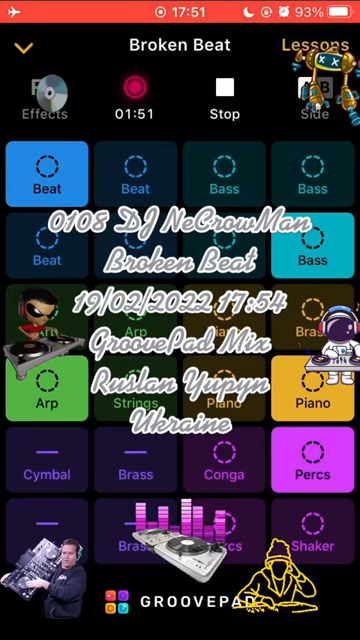 17:51
93%
Broken Beat
Lessons
Effects
01:51
Stop
Side
Beat
Beat
Bass
Bass
0108 DJ NeCrowMan
Beat
Bass
Broken Beat
19/02/2022 17:54
Arp
GroovePad Mix
Arp
Strings
Piano
Piano
Ruslan Yupyn
Ukraine
Cymbal
Brass
Conga
Percs
Shaker
GROOVEPAD